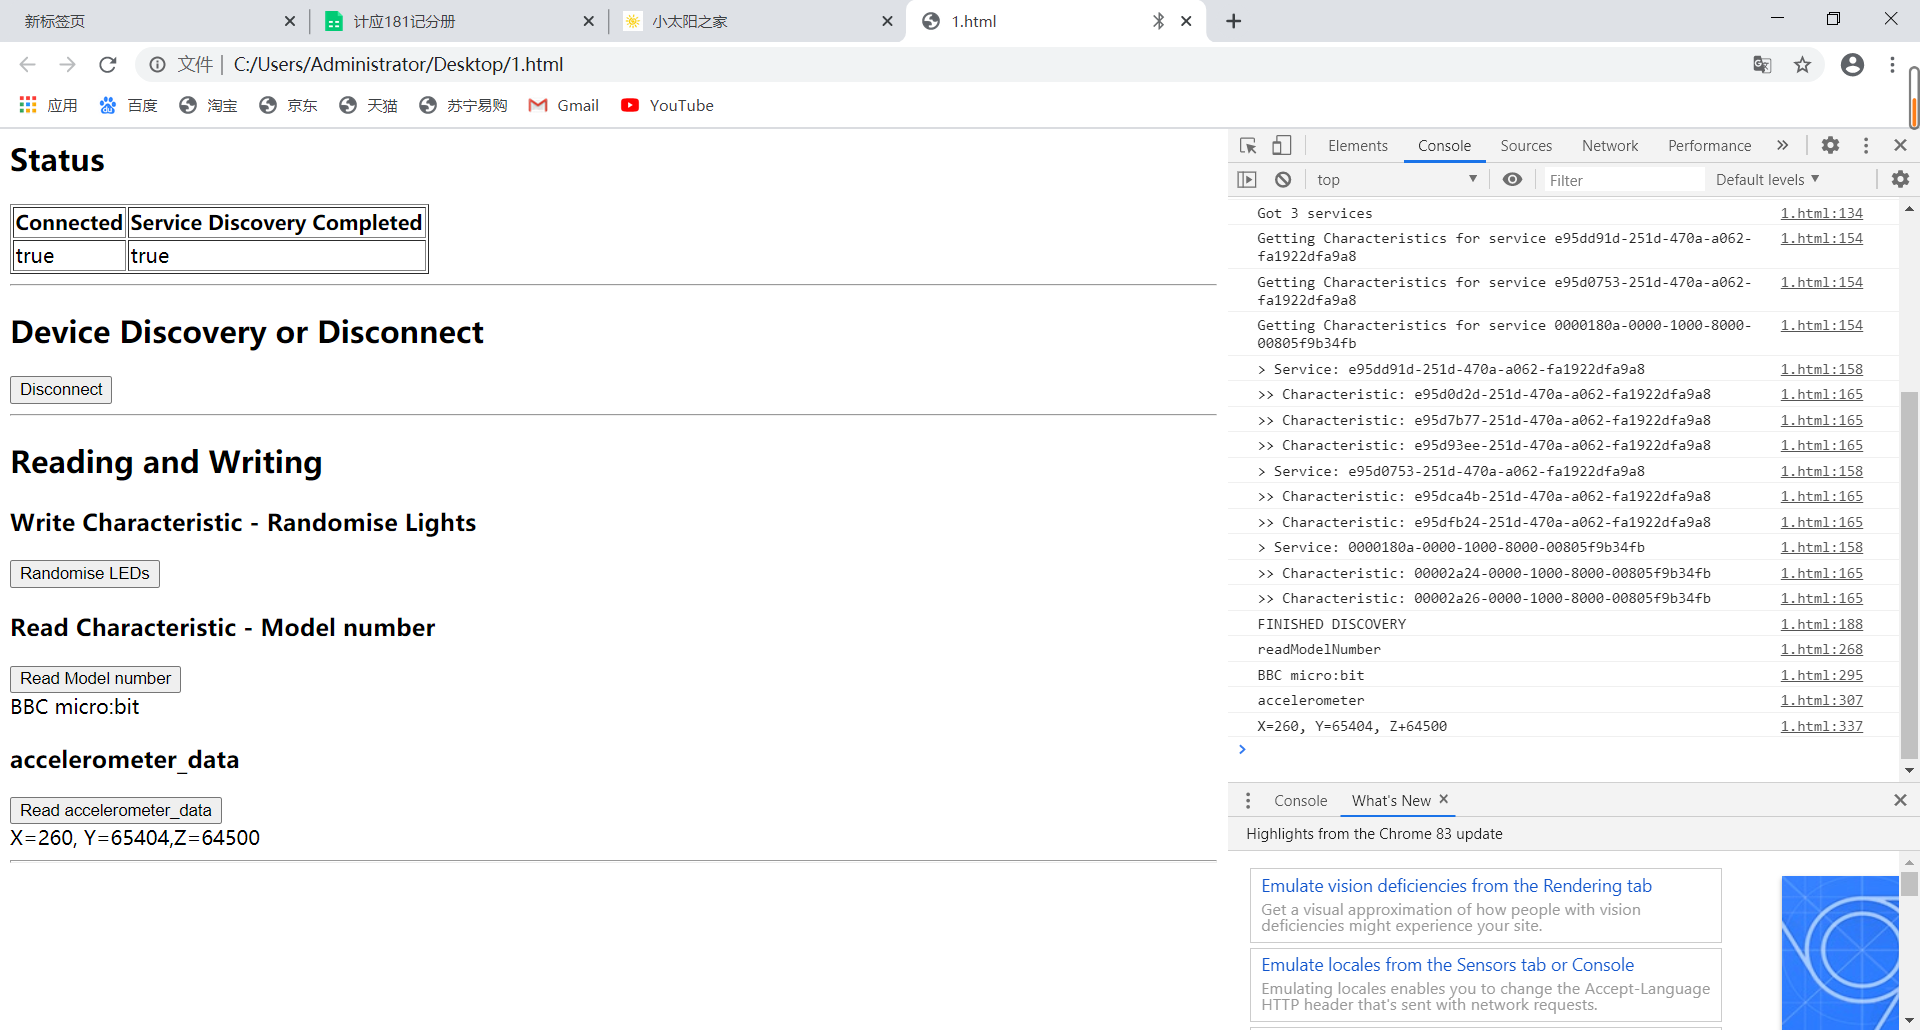 新标签页
计应181记分册
小太阳之家
1.html
文件 | C:/Users/Administrator/Desktop/1.html
应用 百度 淘宝 京东 天猫 苏宁易购 Gmail YouTube
Status
Connected Service Discovery Completed
true true
Device Discovery or Disconnect
Disconnect
Reading and Writing
Write Characteristic - Randomise Lights
Randomise LEDs
Read Characteristic - Model number
Read Model number
BBC micro:bit
accelerometer_data
Read accelerometer_data
X=260, Y=65404,Z=64500
Elements Console Sources Network Performance »
top Filter Default levels
Got 3 services 1.html:134
Getting Characteristics for service e95dd91d-251d-470a-a062- 1.html:154
fa1922dfa9a8
Getting Characteristics for service e95d0753-251d-470a-a062- 1.html:154
fa1922dfa9a8
Getting Characteristics for service 0000180a-0000-1000-8000- 1.html:154
00805f9b34fb
> Service: e95dd91d-251d-470a-a062-fa1922dfa9a8 1.html:158
>> Characteristic: e95d0d2d-251d-470a-a062-fa1922dfa9a8 1.html:165
>> Characteristic: e95d7b77-251d-470a-a062-fa1922dfa9a8 1.html:165
>> Characteristic: e95d93ee-251d-470a-a062-fa1922dfa9a8 1.html:165
> Service: e95d0753-251d-470a-a062-fa1922dfa9a8 1.html:158
>> Characteristic: e95dca4b-251d-470a-a062-fa1922dfa9a8 1.html:165
>> Characteristic: e95dfb24-251d-470a-a062-fa1922dfa9a8 1.html:165
> Service: 0000180a-0000-1000-8000-00805f9b34fb 1.html:158
>> Characteristic: 00002a24-0000-1000-8000-00805f9b34fb 1.html:165
>> Characteristic: 00002a26-0000-1000-8000-00805f9b34fb 1.html:165
FINISHED DISCOVERY 1.html:188
readModelNumber 1.html:268
BBC micro:bit 1.html:295
accelerometer 1.html:307
X=260, Y=65404, Z+64500 1.html:337
>
Console What's New
Highlights from the Chrome 83 update
Emulate vision deficiencies from the Rendering tab
Get a visual approximation of how people with vision
deficiencies might experience your site.
Emulate locales from the Sensors tab or Console
Emulating locales enables you to change the Accept-Language
HTTP header that's sent with network requests.